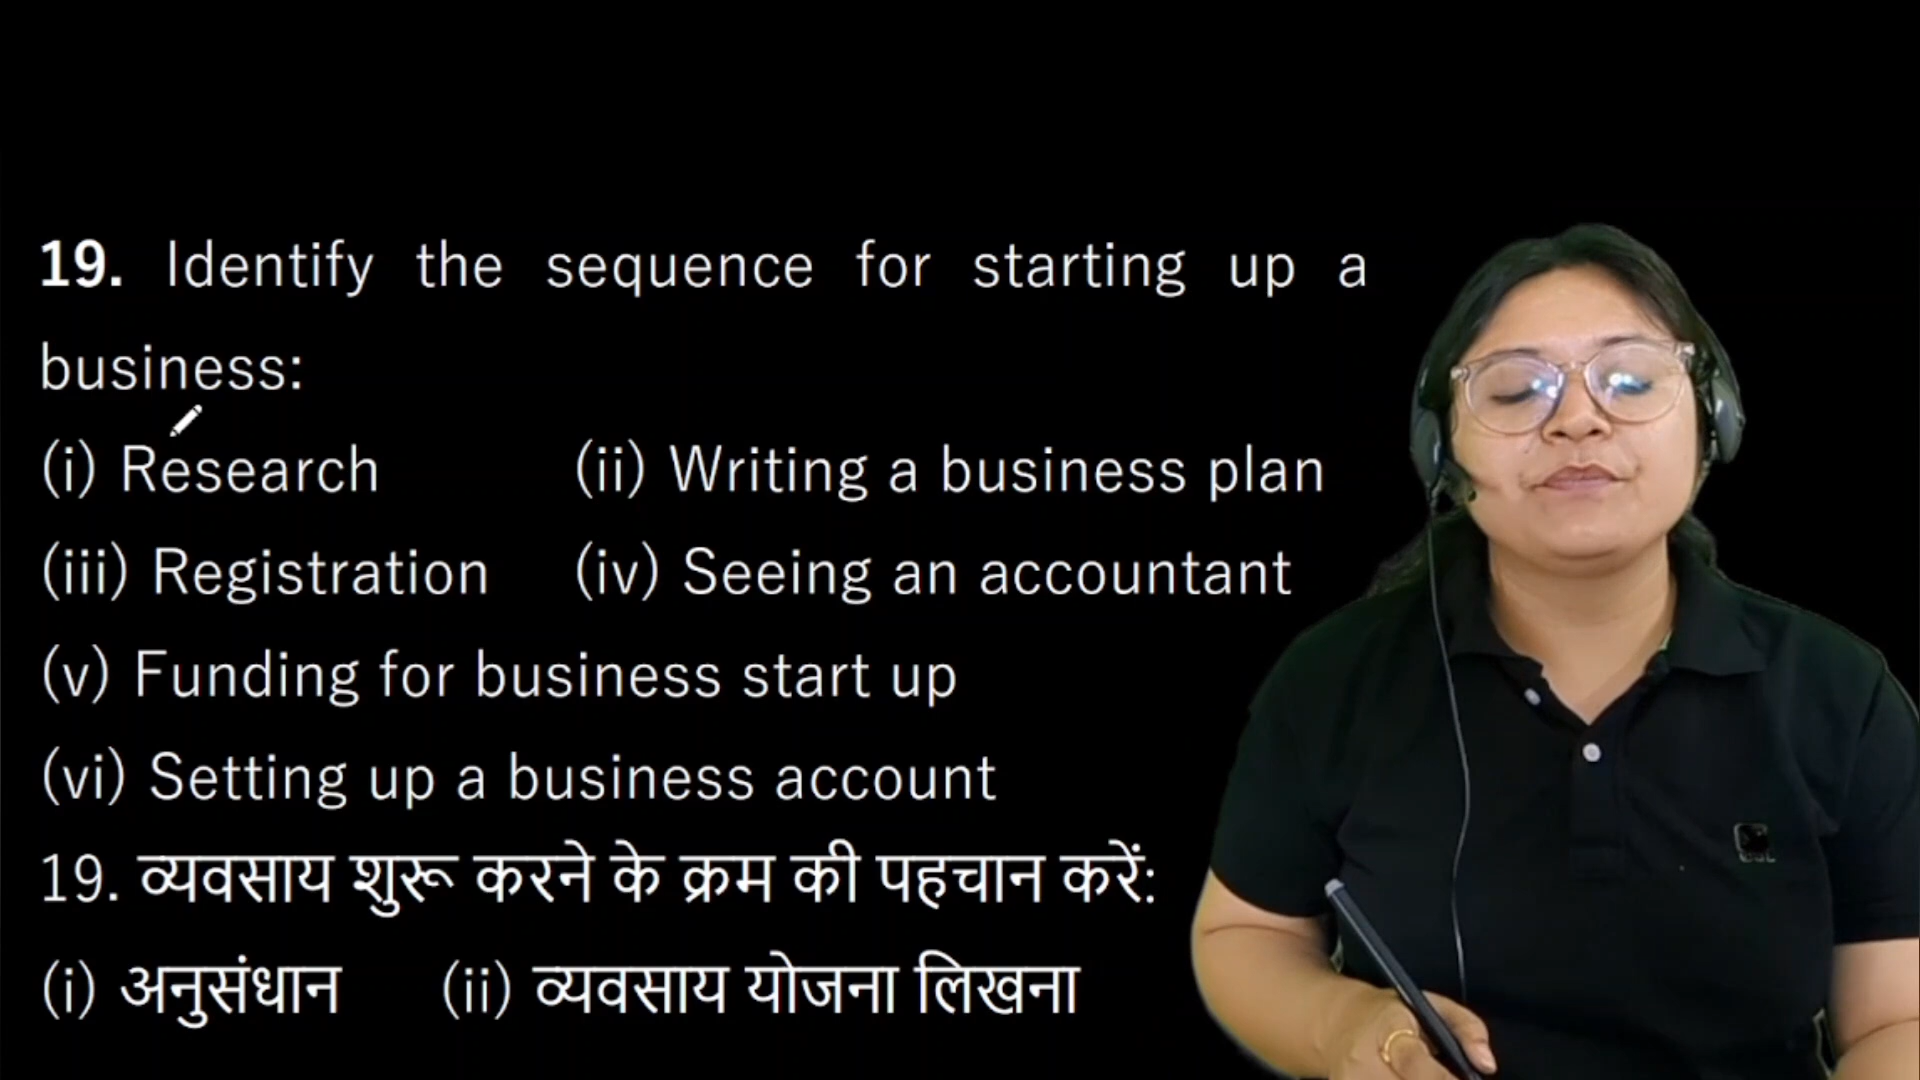 19. Identify the sequence for starting up a
business:
(i) Research (ii) Writing a business plan
(iii) Registration (iv) Seeing an accountant
(v) Funding for business start up
(vi) Setting up a business account
19. व्यवसाय शुरू करने के क्रम की पहचान करें:
(i) अनुसंधान (ii) व्यवसाय योजना लिखना